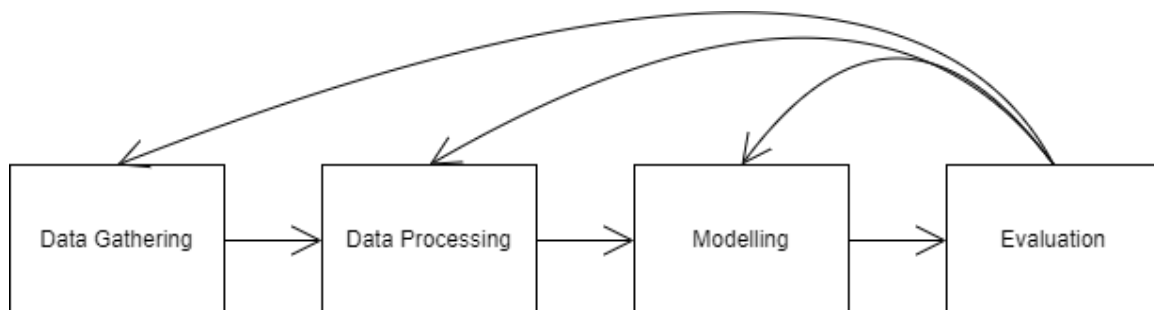 Data Gathering
Data Processing
Modelling
Evaluation